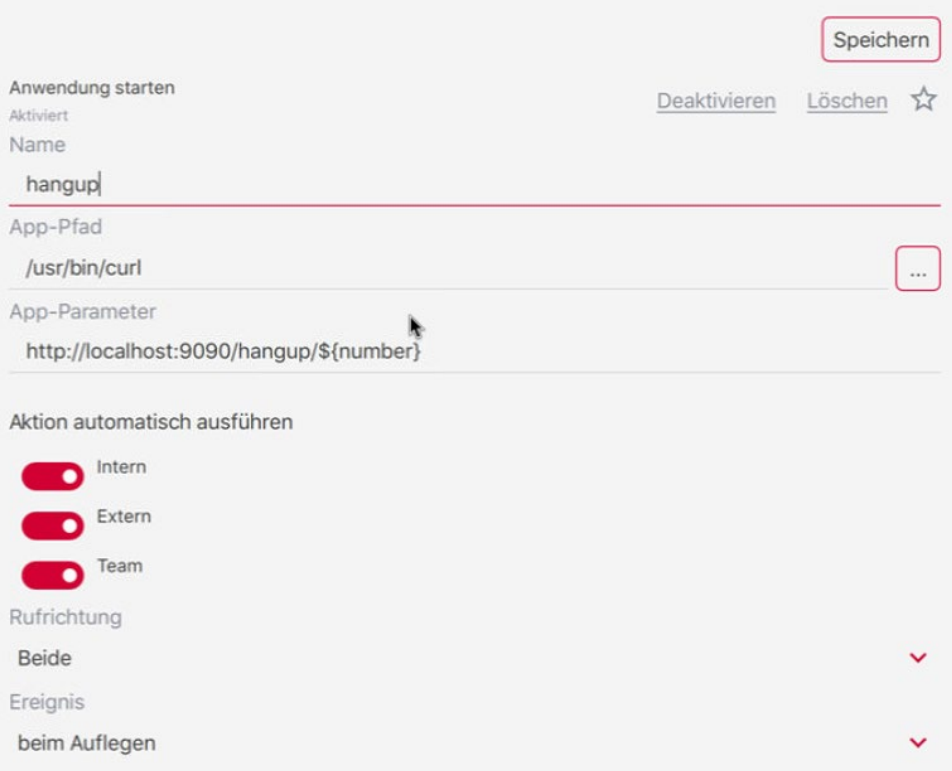 Speichern
Anwendung starten
Deaktivieren Löschen
Aktiviert
Name
hangup
App-Pfad
/usr/bin/curl
...
App-Parameter
http://localhost:9090/hangup/${number}
Aktion automatisch ausführen
Intern
Extern
Team
Rufrichtung
Beide
Ereignis
beim Auflegen